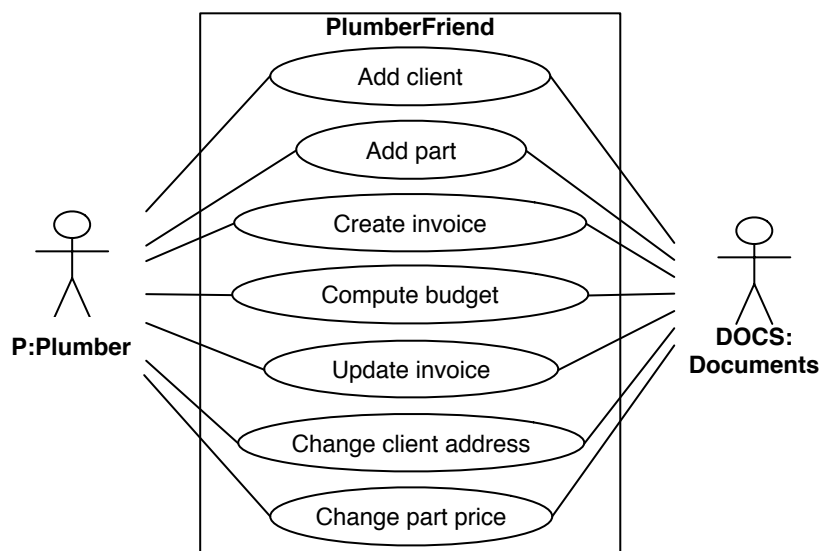 PlumberFriend
Add client
Add part
Create invoice
Compute budget
Update invoice
Change client address
Change part price
P:Plumber
DOCS:
Documents